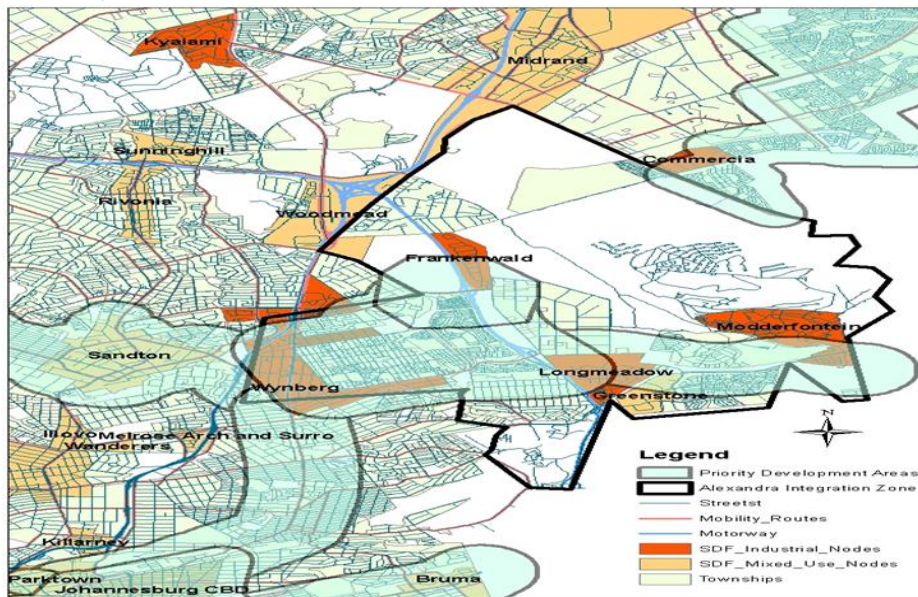 Kyalami
Midrand
Sunninghill
Commercia
Rivonia
Woodmead
Frankenwald
Modderfontein
Sandton
Longmeadow
Wynberg
Greenstone
N
Illovo Melrose Arch and Surro
Wanderers
Legend
Priority Development Areas
Alexandra Integration Zone
Streetst
Mobility_Routes
Motorway
SDF_Industrial_Nodes
SDF_Mixed_Use_Nodes
Townships
Killarney
Parktown
Bruma
Johannesburg CBD